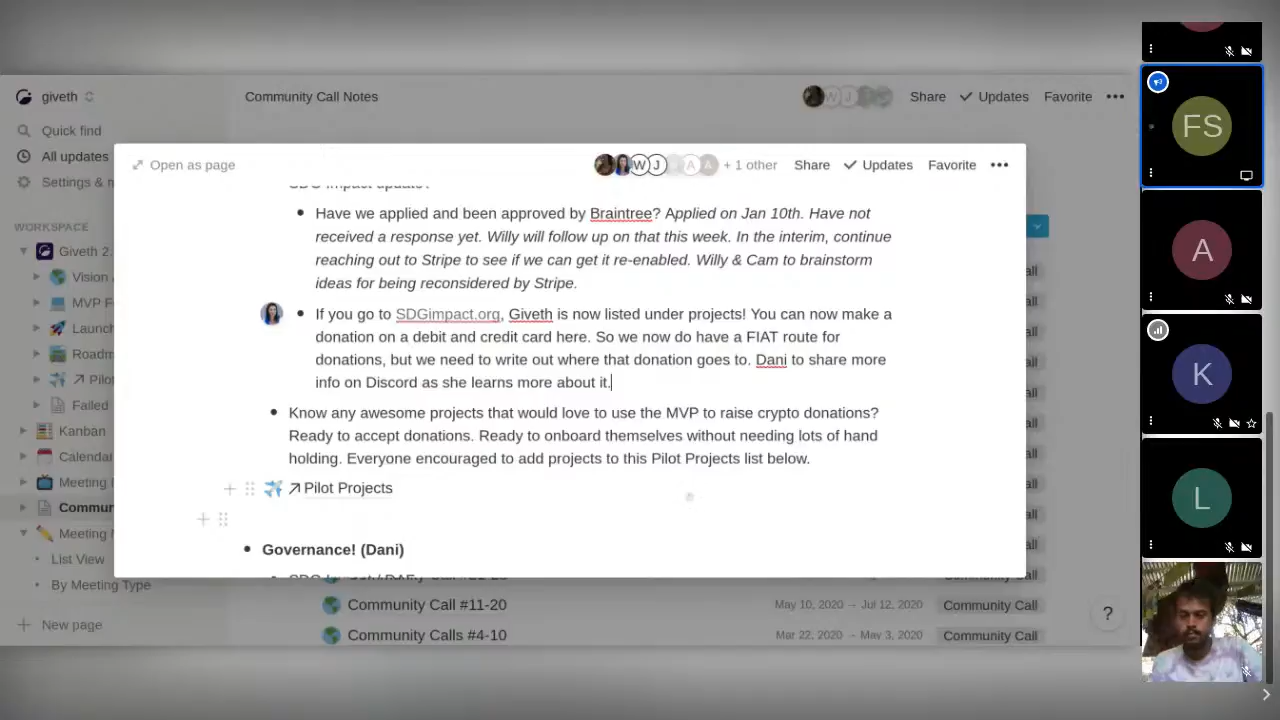 giveth
Community Call Notes
W
J
Share
Updates
Favorite
•••
Quick find
All updates
Settings & m
WORKSPACE
Giveth 2.
Vision
MVP F
Launch
Roadm
Pilot
Failed
Kanban
Calendar
Meeting
Commun
Meeting
List View
By Meeting Type
New page
Open as page
W
J
A
A
+ 1 other
Share
Updates
Favorite
•••
SDG Impact update?
• Have we applied and been approved by Braintree? Applied on Jan 10th. Have not
received a response yet. Willy will follow up on that this week. In the interim, continue
reaching out to Stripe to see if we can get it re-enabled. Willy & Cam to brainstorm
ideas for being reconsidered by Stripe.
• If you go to SDGimpact.org, Giveth is now listed under projects! You can now make a
donation on a debit and credit card here. So we now do have a FIAT route for
donations, but we need to write out where that donation goes to. Dani to share more
info on Discord as she learns more about it.
• Know any awesome projects that would love to use the MVP to raise crypto donations?
Ready to accept donations. Ready to onboard themselves without needing lots of hand
holding. Everyone encouraged to add projects to this Pilot Projects list below.
Pilot Projects
• Governance! (Dani)
Community Call
Community Call #11-20
May 10, 2020 → Jul 12, 2020
Community Call
Community Calls #4-10
Mar 22, 2020 → May 3, 2020
Community Call
?
FS
A
K
L